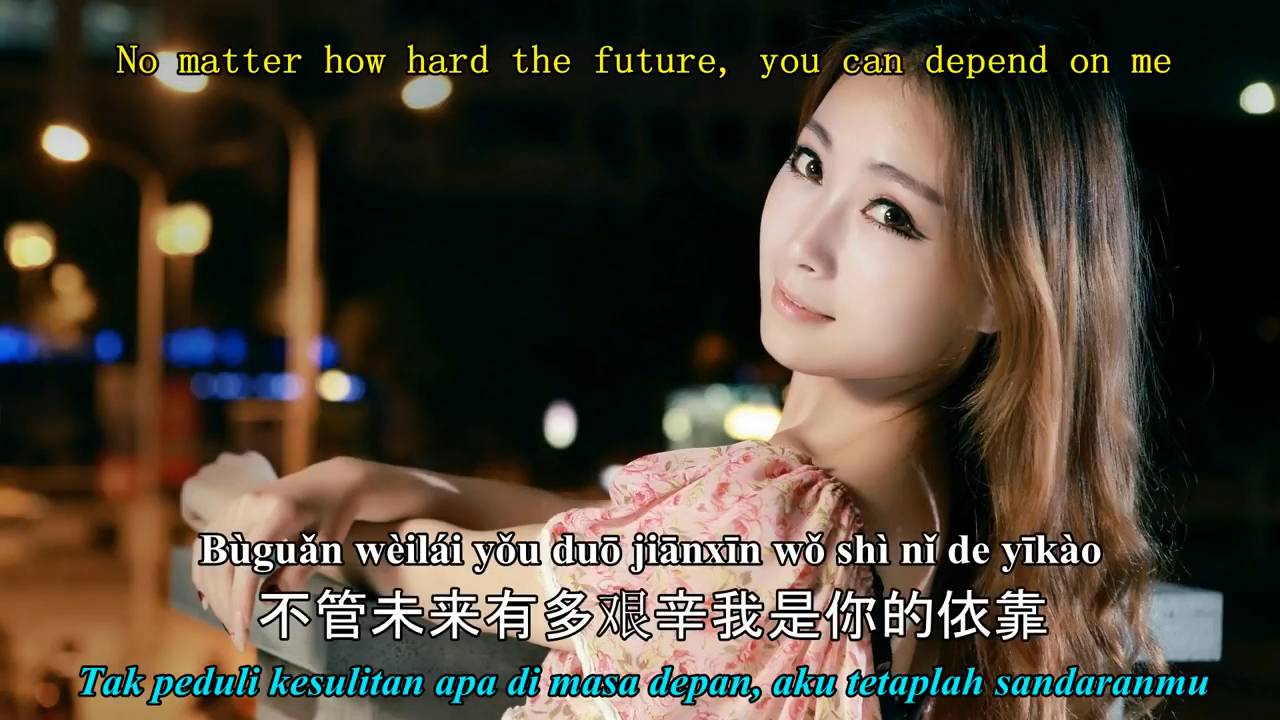 No matter how hard the future, you can depend on me
Bùguǎn wèilái yǒu duō jiānxīn wǒ shì nǐ de yīkào
不管未来有多艰辛我是你的依靠
Tak peduli kesulitan apa di masa depan, aku tetaplah sandaranmu